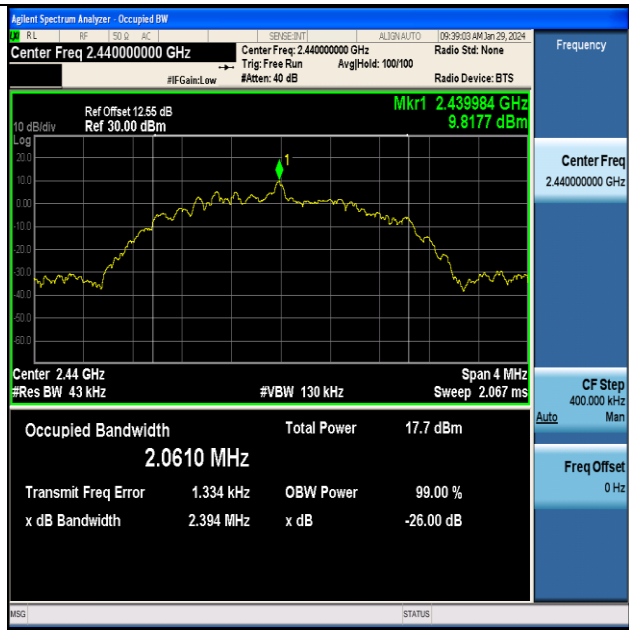 Agilent Spectrum Analyzer - Occupied BW
LXI RL RF 50 Ω AC SENSE:INT ALIGN AUTO 09:39:03 AM Jan 29, 2024
Center Freq 2.440000000 GHz
Center Freq: 2.440000000 GHz
Radio Std: None
Trig: Free Run Avg|Hold: 100/100
#IFGain:Low
#Atten: 40 dB
Radio Device: BTS
Frequency
Ref Offset 12.55 dB
Mkr1 2.439984 GHz
10 dB/div Ref 30.00 dBm
9.8177 dBm
Log
20.0
10.0
0.00
-10.0
-20.0
-30.0
-40.0
-50.0
-60.0
1
Center 2.44 GHz
Span 4 MHz
#Res BW 43 kHz
#VBW 130 kHz
Sweep 2.067 ms
Occupied Bandwidth
Total Power 17.7 dBm
2.0610 MHz
Transmit Freq Error 1.334 kHz
OBW Power 99.00 %
x dB Bandwidth 2.394 MHz
x dB -26.00 dB
Center Freq
2.440000000 GHz
CF Step
400.000 kHz
Auto Man
Freq Offset
0 Hz
MSG STATUS